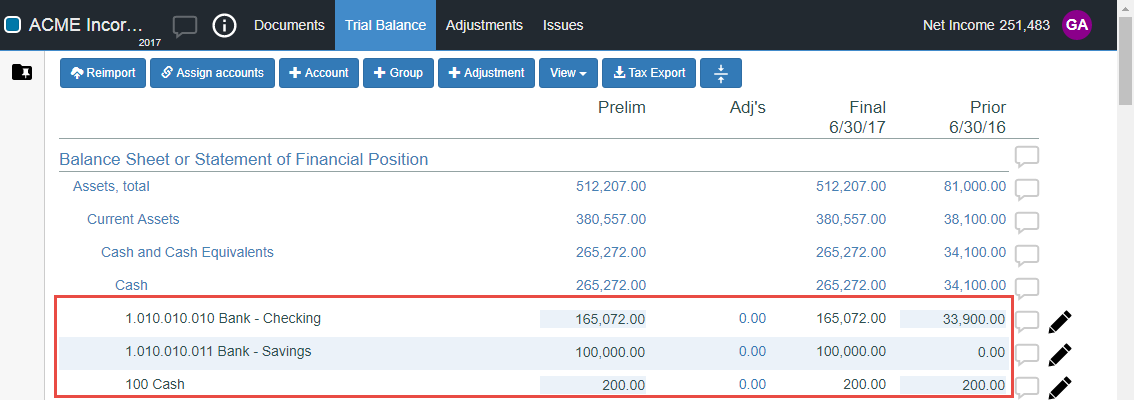 ACME Incor... 2017 Documents Trial Balance Adjustments Issues Net Income 251,483 GA
Reimport Assign accounts + Account + Group + Adjustment View Tax Export
Prelim Adj's Final Prior
6/30/17 6/30/16
Balance Sheet or Statement of Financial Position
Assets, total 512,207.00 512,207.00 81,000.00
Current Assets 380,557.00 380,557.00 38,100.00
Cash and Cash Equivalents 265,272.00 265,272.00 34,100.00
Cash 265,272.00 265,272.00 34,100.00
1.010.010.010 Bank - Checking 165,072.00 0.00 165,072.00 33,900.00
1.010.010.011 Bank - Savings 100,000.00 0.00 100,000.00 0.00
100 Cash 200.00 0.00 200.00 200.00